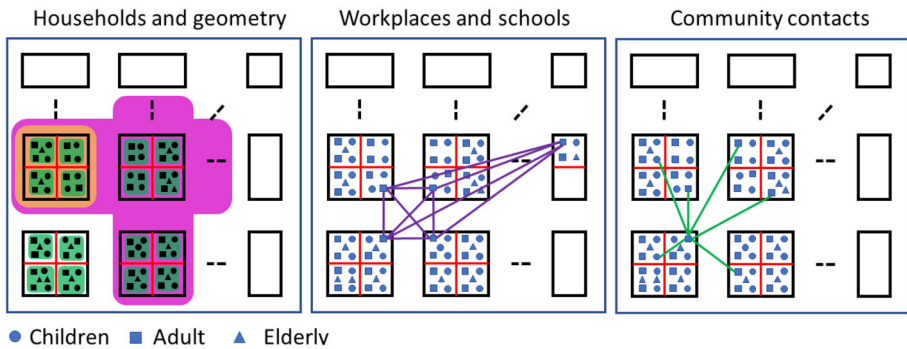 Households and geometry
Workplaces and schools
Community contacts
Children
Adult
Elderly